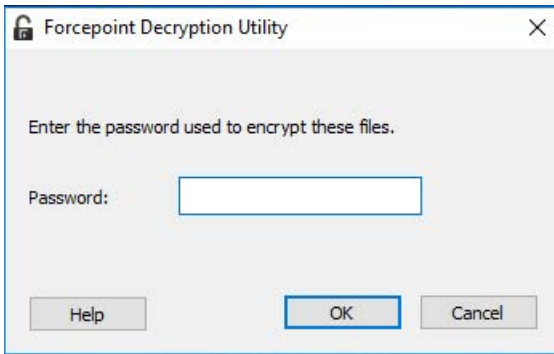 Forcepoint Decryption Utility
Enter the password used to encrypt these files.
Password:
Help OK Cancel